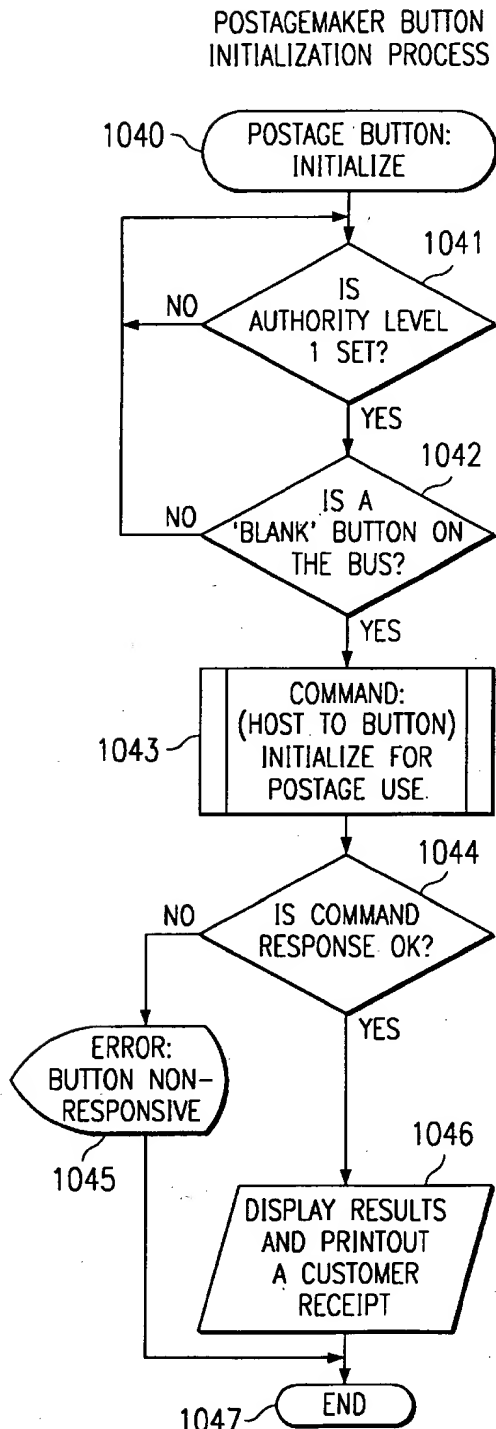 POSTAGEMAKER BUTTON
INITIALIZATION PROCESS
1040
POSTAGE BUTTON:
INITIALIZE
1041
IS
AUTHORITY LEVEL
1 SET?
NO
YES
1042
IS A
'BLANK' BUTTON ON
THE BUS?
NO
YES
1043
COMMAND:
(HOST TO BUTTON)
INITIALIZE FOR
POSTAGE USE.
1044
IS COMMAND
RESPONSE OK?
NO
YES
ERROR:
BUTTON NON-
RESPONSIVE
1045
1046
DISPLAY RESULTS
AND PRINTOUT
A CUSTOMER
RECEIPT
END
1047